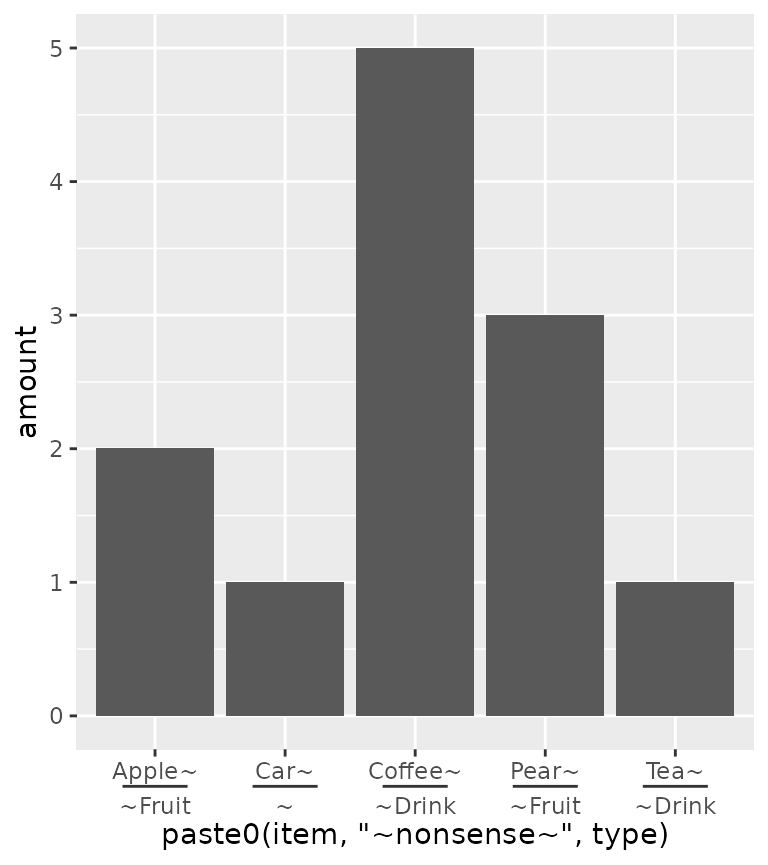 5
4
3
2
1
0
amount
Apple~ Car~ Coffee~ Pear~ Tea~
~Fruit ~ ~Drink ~Fruit ~Drink
paste0(item, "~nonsense~", type)